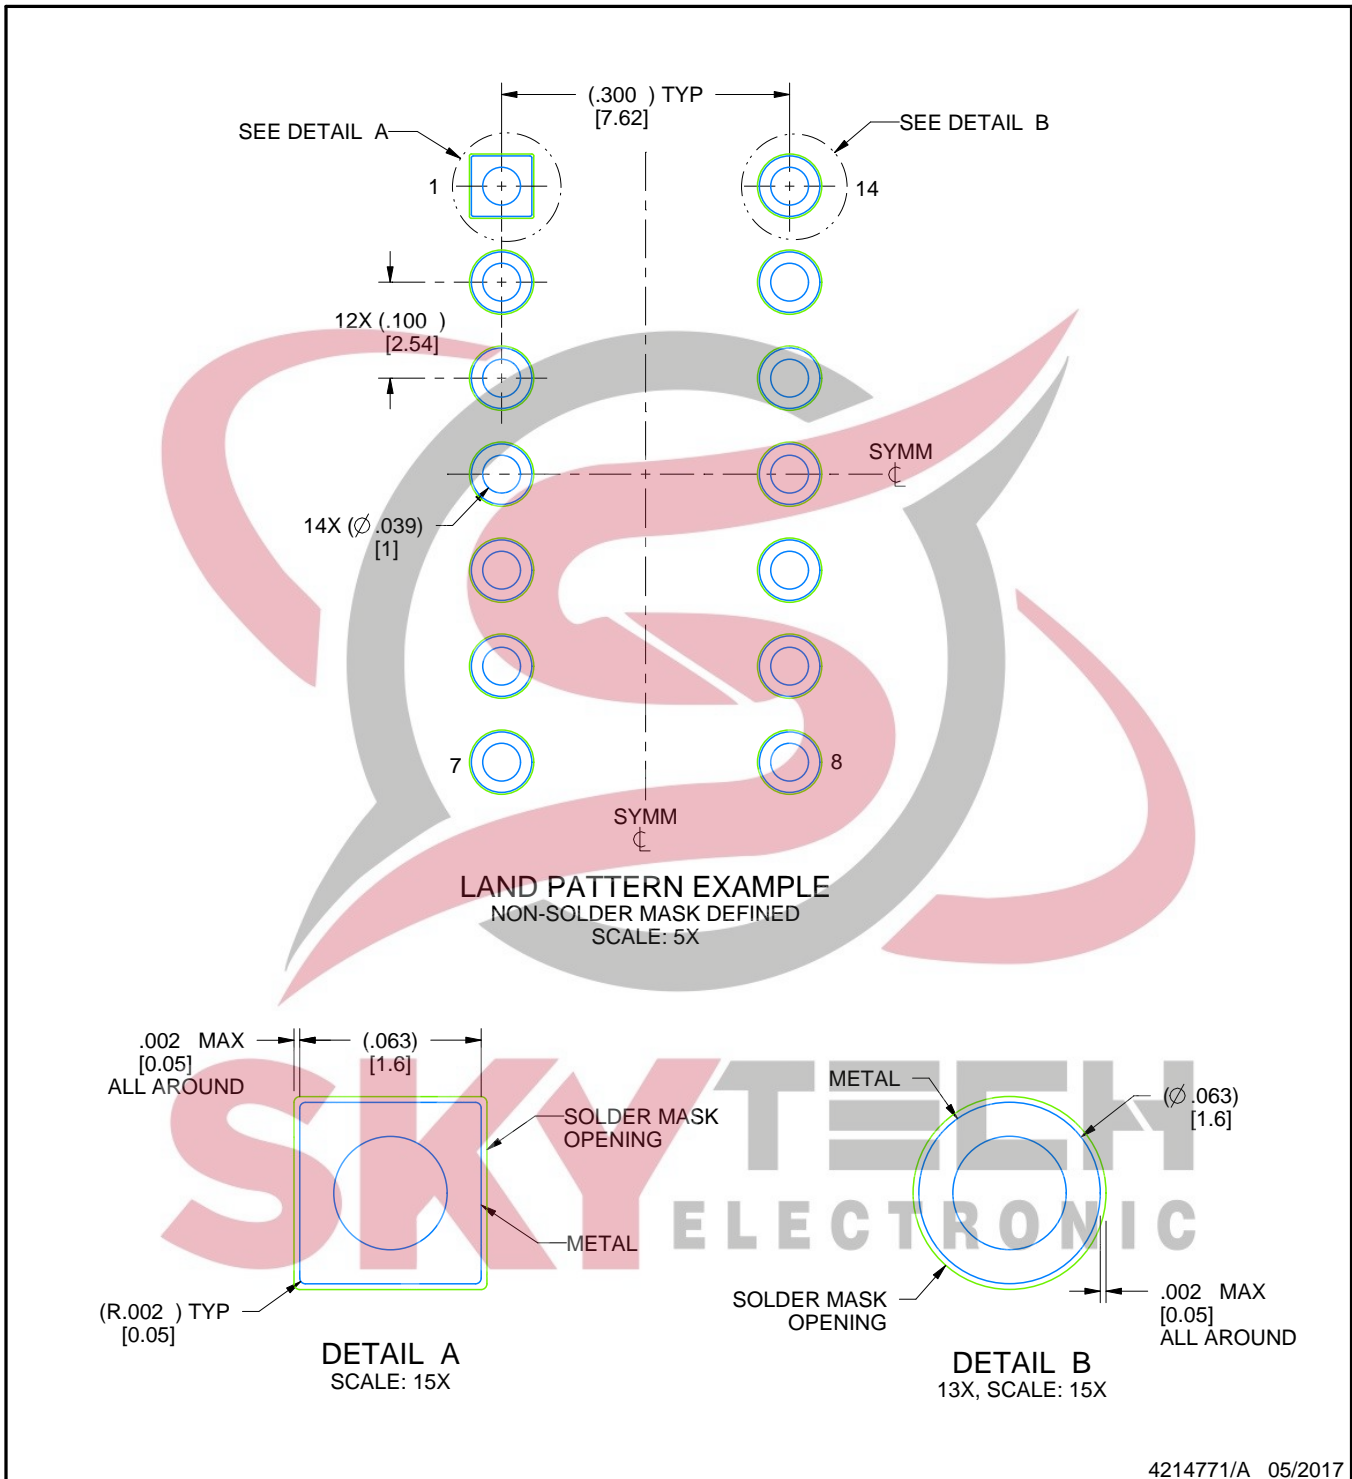 (.300 ) TYP
[7.62]
SEE DETAIL A
SEE DETAIL B
1
14
12X (.100 )
[2.54]
SYMM
℄
14X (∅ .039)
[1]
7
8
SYMM
℄
LAND PATTERN EXAMPLE
NON-SOLDER MASK DEFINED
SCALE: 5X
.002 MAX
[0.05]
ALL AROUND
(.063)
[1.6]
SOLDER MASK
OPENING
METAL
(R.002 ) TYP
[0.05]
DETAIL A
SCALE: 15X
METAL
(∅ .063)
[1.6]
SOLDER MASK
OPENING
.002 MAX
[0.05]
ALL AROUND
DETAIL B
13X, SCALE: 15X
SKYTECH
ELECTRONIC
4214771/A 05/2017